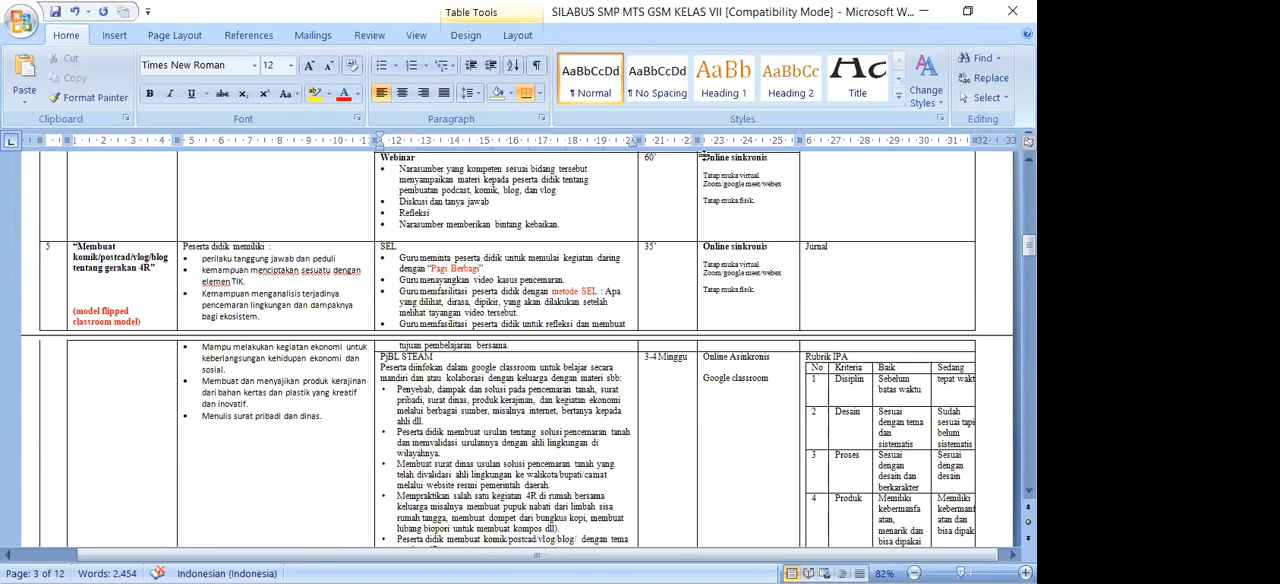 Table Tools
SILABUS SMP MTS GSM KELAS VII [Compatibility Mode] - Microsoft W...
Home
Insert
Page Layout
References
Mailings
Review
View
Design
Layout
Paste
Cut
Copy
Format Painter
Clipboard
Times New Roman
12
Font
Paragraph
AaBbCcDd
¶ Normal
AaBbCcDd
¶ No Spacing
AaBb
Heading 1
AaBbCc
Heading 2
Title
Change Styles
Styles
Find
Replace
Select
Editing
Webinar
• Narasumber yang kompeten sesuai bidang tersebut
menyampaikan materi kepada peserta didik tentang
pembuatan podcast, komik, blog, dan vlog
• Diskusi dan tanya jawab
• Refleksi
• Narasumber memberikan bintang kebaikan.
60’
Online sinkronis
Tatap muka virtual
Zoom/google meet/webex
Tatap muka fisik.
5
“Membuat
komik/postcad/vlog/blog
tentang gerakan 4R”
(model flipped
classroom model)
Peserta didik memiliki :
• perilaku tanggung jawab dan peduli
• kemampuan menciptakan sesuatu dengan
elemen TIK.
• Kemampuan menganalisis terjadinya
pencemaran lingkungan dan dampaknya
bagi ekosistem.
SEL
• Guru meminta peserta didik untuk memulai kegiatan daring
dengan “Pagi Berbagi”
• Guru menayangkan video kasus pencemaran.
• Guru memfasilitasi peserta didik dengan metode SEL : Apa
yang dilihat, dirasa, dipikir, yang akan dilakukan setelah
melihat tayangan video tersebut.
• Guru memfasilitasi peserta didik untuk refleksi dan membuat
35’
Online sinkronis
Tatap muka virtual
Zoom/google meet/webex
Tatap muka fisik.
Jurnal
• Mampu melakukan kegiatan ekonomi untuk
keberlangsungan kehidupan ekonomi dan
sosial.
• Membuat dan menyajikan produk kerajinan
dari bahan kertas dan plastik yang kreatif
dan inovatif.
• Menulis surat pribadi dan dinas.
tujuan pembelajaran bersama.
PjBL STEAM
Peserta diinfokan dalam google classroom untuk belajar secara
mandiri dan atau kolaborasi dengan keluarga dengan materi sbb:
• Penyebab, dampak dan solusi pada pencemaran tanah, surat
pribadi, surat dinas, produk kerajinan, dan kegiatan ekonomi
melalui berbagai sumber, misalnya internet, bertanya kepada
ahli dll.
• Peserta didik membuat usulan tentang solusi pencemaran tanah
dan memvalidasi usulannya dengan ahli lingkungan di
wilayahnya.
• Membuat surat dinas usulan solusi pencemaran tanah yang
telah divalidasi ahli lingkungan ke walikota/bupati/camat
melalui website resmi pemerintah daerah.
• Mempraktikan salah satu kegiatan 4R di rumah bersama
keluarga misalnya membuat pupuk nabati dari limbah sisa
rumah tangga, membuat dompet dari bungkus kopi, membuat
lubang biopori untuk membuat kompos dll).
• Peserta didik membuat komik/postcad/vlog/blog/ dengan tema
3-4 Minggu
Online Asinkronis
Google classroom
Rubrik IPA
No Kriteria Baik Sedang
1 Disiplin Sebelum batas waktu tepat wakt
2 Desain Sesuai dengan tema dan sistematis Sudah sesuai tapi belum sistematis
3 Proses Sesuai dengan desain dan berkarakter Sesuai dengan desain
4 Produk Memiliki kebermanfa atan, menarik dan bisa dipakai Memiliki kebermanf atan dan bisa dipakai
Page: 3 of 12
Words: 2.454
Indonesian (Indonesia)
82%